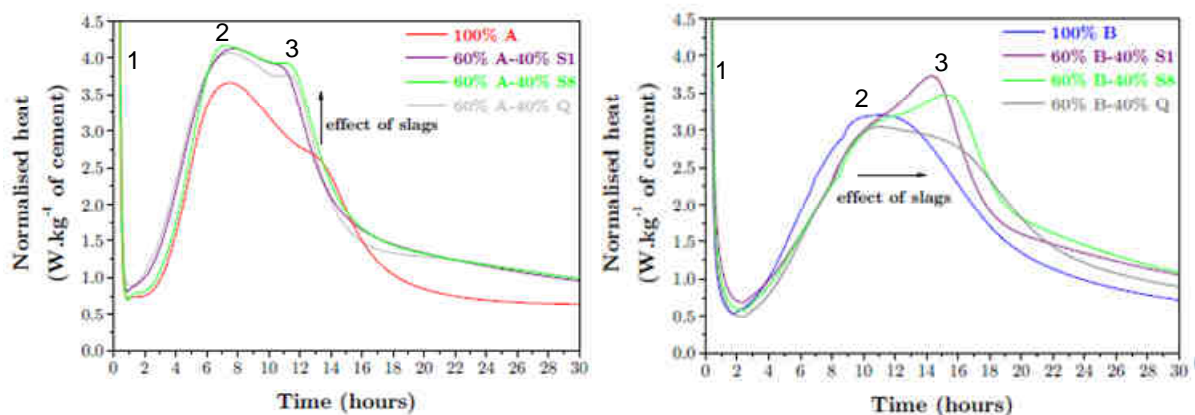 Normalised heat
(W.kg⁻¹ of cement)
4.5
4.0
3.5
3.0
2.5
2.0
1.5
1.0
0.5
0.0
1
2
3
100% A
60% A-40% S1
60% A-40% S8
60% A-40% Q
effect of slags
0 2 4 6 8 10 12 14 16 18 20 22 24 26 28 30
Time (hours)
Normalised heat
(W.kg⁻¹ of cement)
4.5
4.0
3.5
3.0
2.5
2.0
1.5
1.0
0.5
0.0
1
2
3
100% B
60% B-40% S1
60% B-40% S8
60% B-40% Q
effect of slags
0 2 4 6 8 10 12 14 16 18 20 22 24 26 28 30
Time (hours)